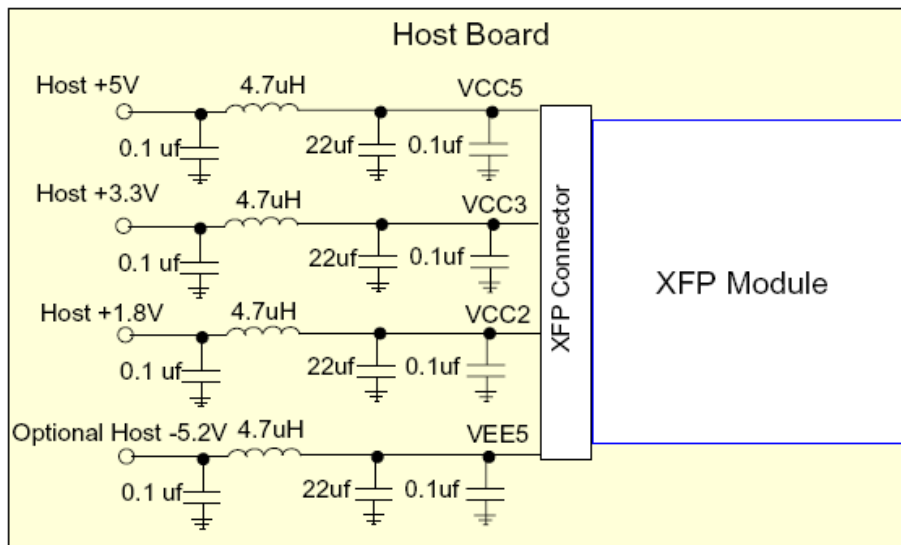 Host Board
Host +5V
4.7uH
VCC5
0.1 uf
22uf
0.1uf
Host +3.3V
4.7uH
VCC3
0.1 uf
22uf
0.1uf
Host +1.8V
4.7uH
VCC2
0.1 uf
22uf
0.1uf
Optional Host -5.2V
4.7uH
VEE5
0.1 uf
22uf
0.1uf
XFP Connector
XFP Module